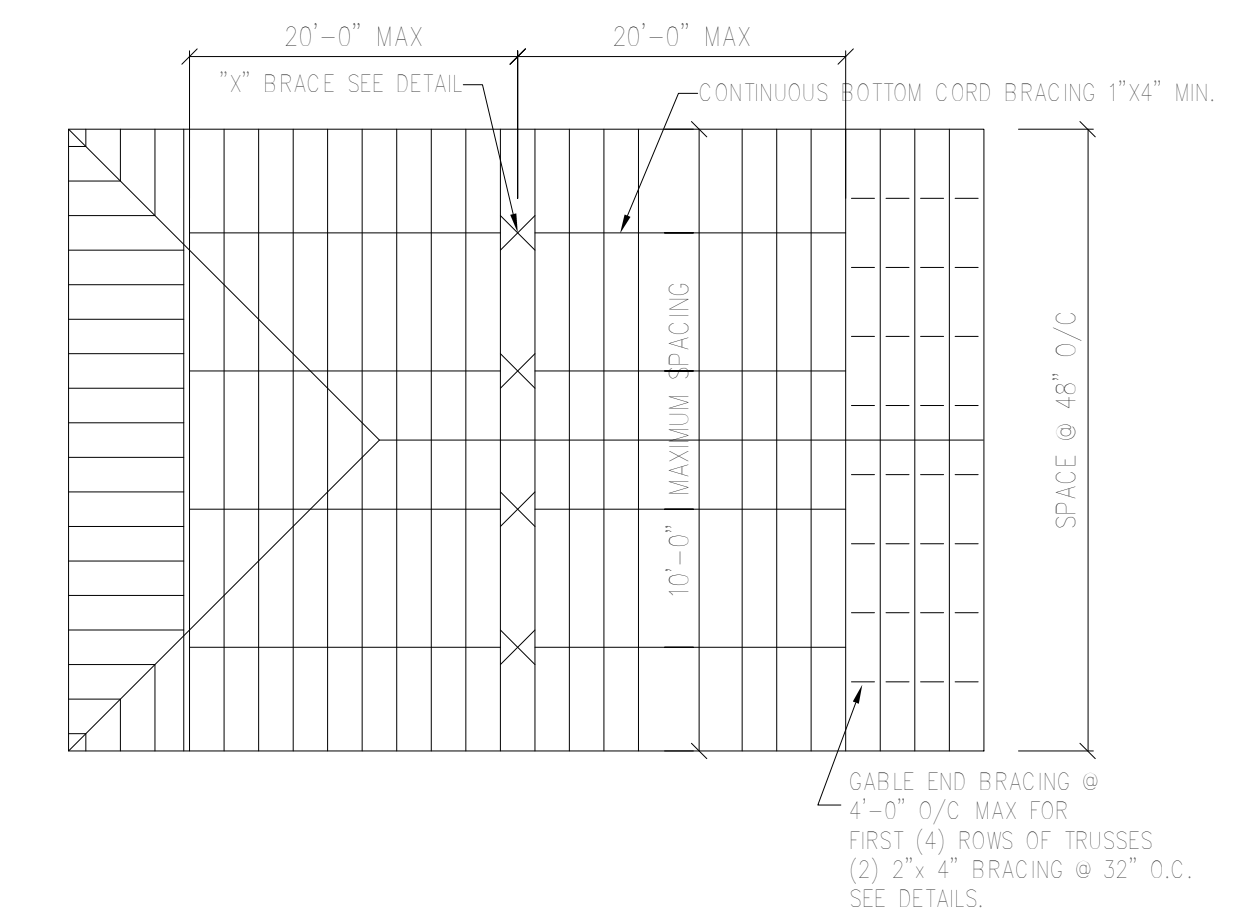 20'-0" MAX
20'-0" MAX
"X" BRACE SEE DETAIL
CONTINUOUS BOTTOM CORD BRACING 1"X4" MIN.
10'-0" MAXIMUM SPACING
SPACE @ 48" O/C
GABLE END BRACING @
4'-0" O/C MAX FOR
FIRST (4) ROWS OF TRUSSES
(2) 2"x 4" BRACING @ 32" O.C.
SEE DETAILS.